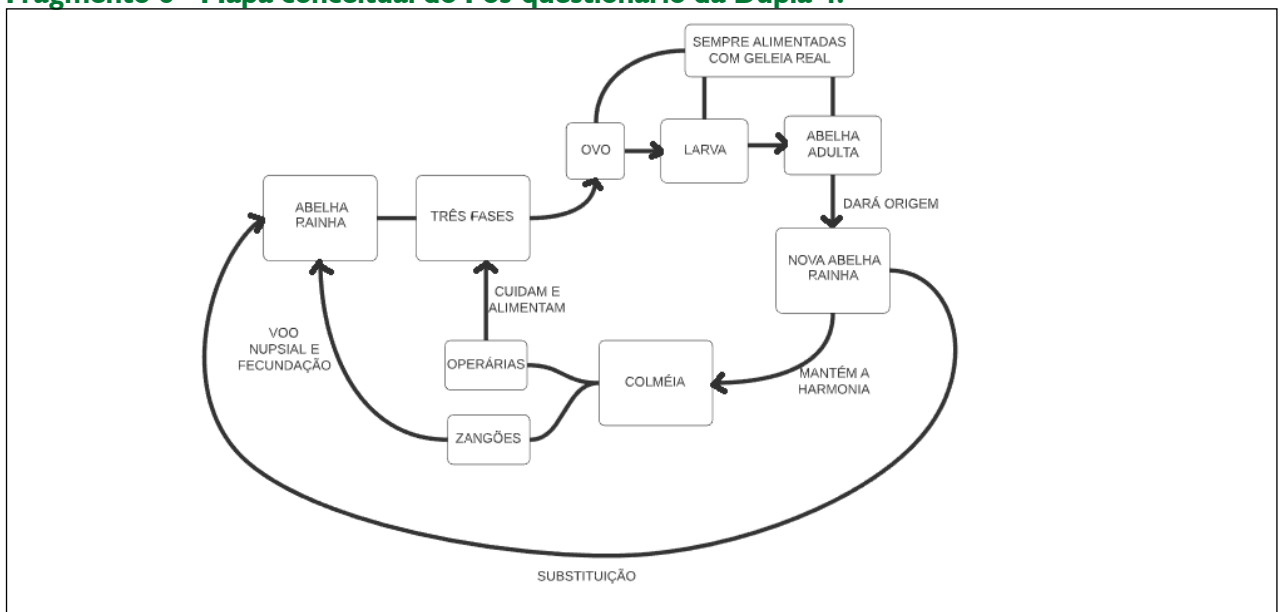 Fragmento 6 - Mapa conceitual do Pós-questionário da Dupla 4.
SEMPRE ALIMENTADAS
COM GELEIA REAL
OVO
LARVA
ABELHA
ADULTA
DARÁ ORIGEM
ABELHA
RAINHA
TRÊS FASES
NOVA ABELHA
RAINHA
CUIDAM E
ALIMENTAM
VOO
NUPSIAL E
FECUNDAÇÃO
OPERÁRIAS
COLMÉIA
MANTÉM A
HARMONIA
ZANGÕES
SUBSTITUIÇÃO